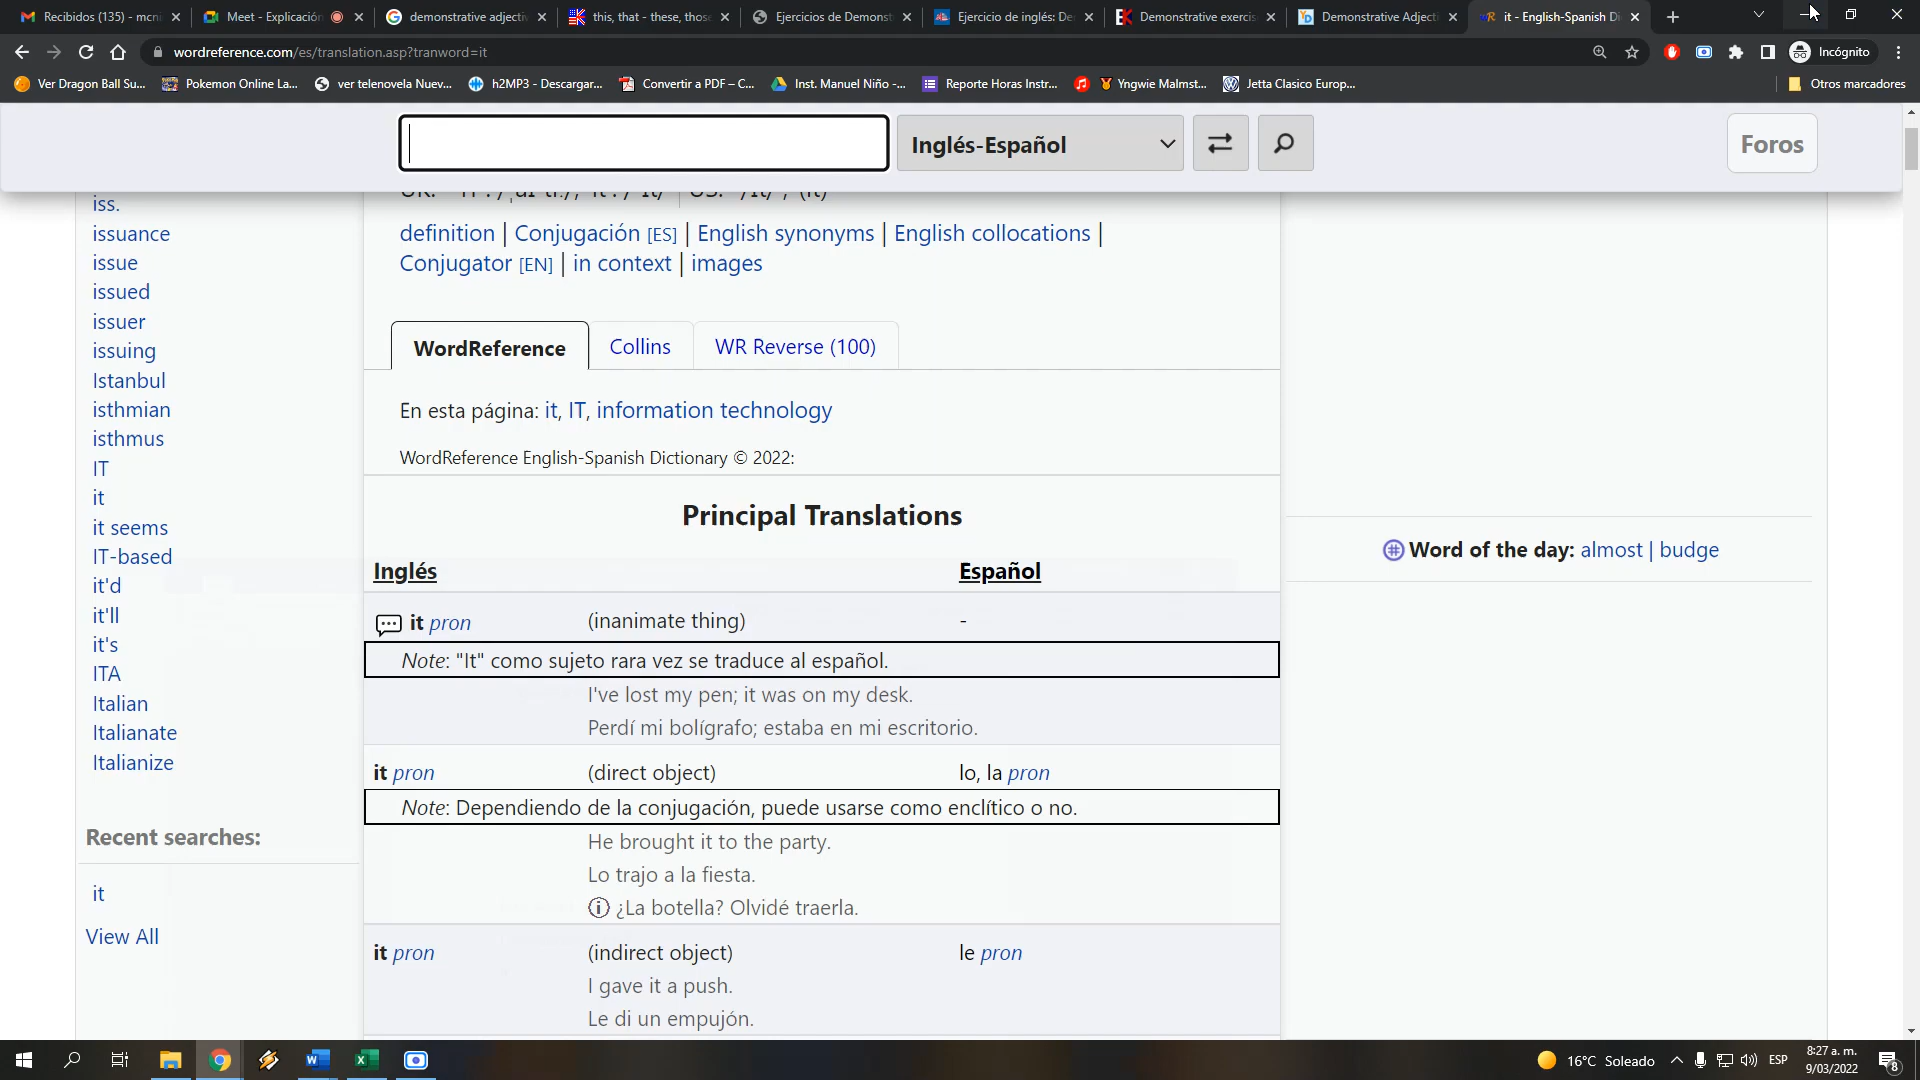 Recibidos (135) - mcni
Meet - Explicación
demonstrative adjectiv
this, that - these, those
Ejercicios de Demonst
Ejercicio de inglés: De
Demonstrative exercis
Demonstrative Adjecti
it - English-Spanish Di
wordreference.com/es/translation.asp?tranword=it
Incógnito
Ver Dragon Ball Su...
Pokemon Online La...
ver telenovela Nuev...
h2MP3 - Descargar...
Convertir a PDF – C...
Inst. Manuel Niño -...
Reporte Horas Instr...
Yngwie Malmst...
Jetta Clasico Europ...
Otros marcadores
Inglés-Español
Foros
iss.
issuance
issue
issued
issuer
issuing
Istanbul
isthmian
isthmus
IT
it
it seems
IT-based
it'd
it'll
it's
ITA
Italian
Italianate
Italianize
Recent searches:
it
View All
definition | Conjugación [ES] | English synonyms | English collocations |
Conjugator [EN] | in context | images
WordReference
Collins
WR Reverse (100)
En esta página: it, IT, information technology
WordReference English-Spanish Dictionary © 2022:
Principal Translations
Inglés Español
it pron (inanimate thing) -
Note: "It" como sujeto rara vez se traduce al español.
I've lost my pen; it was on my desk.
Perdí mi bolígrafo; estaba en mi escritorio.
it pron (direct object) lo, la pron
Note: Dependiendo de la conjugación, puede usarse como enclítico o no.
He brought it to the party.
Lo trajo a la fiesta.
¿La botella? Olvidé traerla.
it pron (indirect object) le pron
I gave it a push.
Le di un empujón.
Word of the day: almost | budge
16°C Soleado
ESP
8:27 a. m.
9/03/2022
8